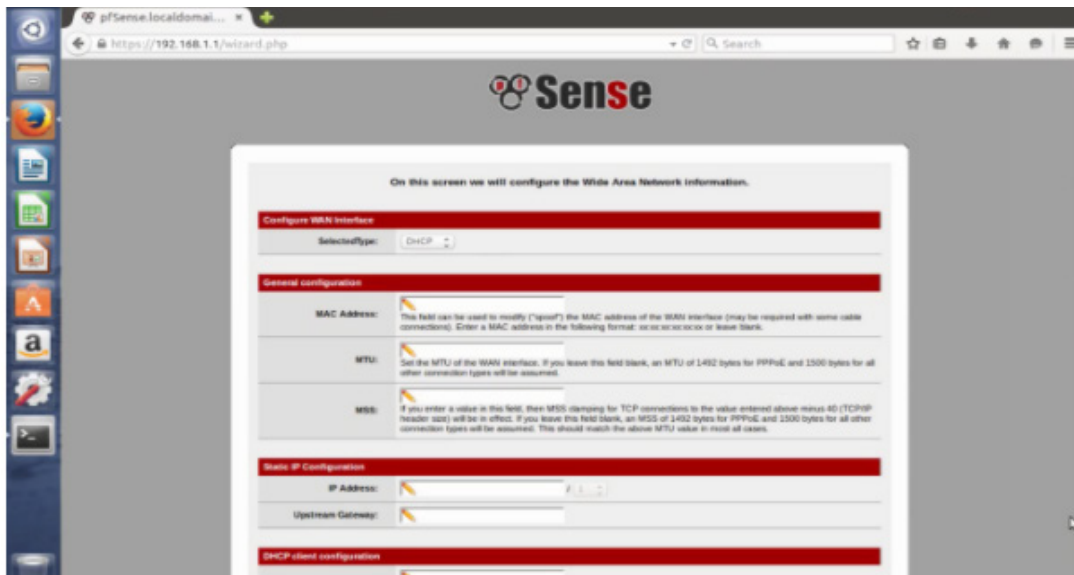 pfSense.localdomai...
https://192.168.1.1/wizard.php
Search
Sense
On this screen we will configure the Wide Area Network information.
Configure WAN Interface
SelectedType: DHCP
General configuration
MAC Address:
This field can be used to modify ("spoof") the MAC address of the WAN interface (may be required with some cable
connections). Enter a MAC address in the following format: xx:xx:xx:xx:xx:xx or leave blank.
MTU:
Set the MTU of the WAN interface. If you leave this field blank, an MTU of 1492 bytes for PPPoE and 1500 bytes for all
other connection types will be assumed.
MSS:
If you enter a value in this field, then MSS clamping for TCP connections to the value entered above minus 40 (TCP/IP
header size) will be in effect. If you leave this field blank, an MSS of 1492 bytes for PPPoE and 1500 bytes for all other
connection types will be assumed. This should match the above MTU value in most all cases.
Static IP Configuration
IP Address: /
Upstream Gateway:
DHCP client configuration